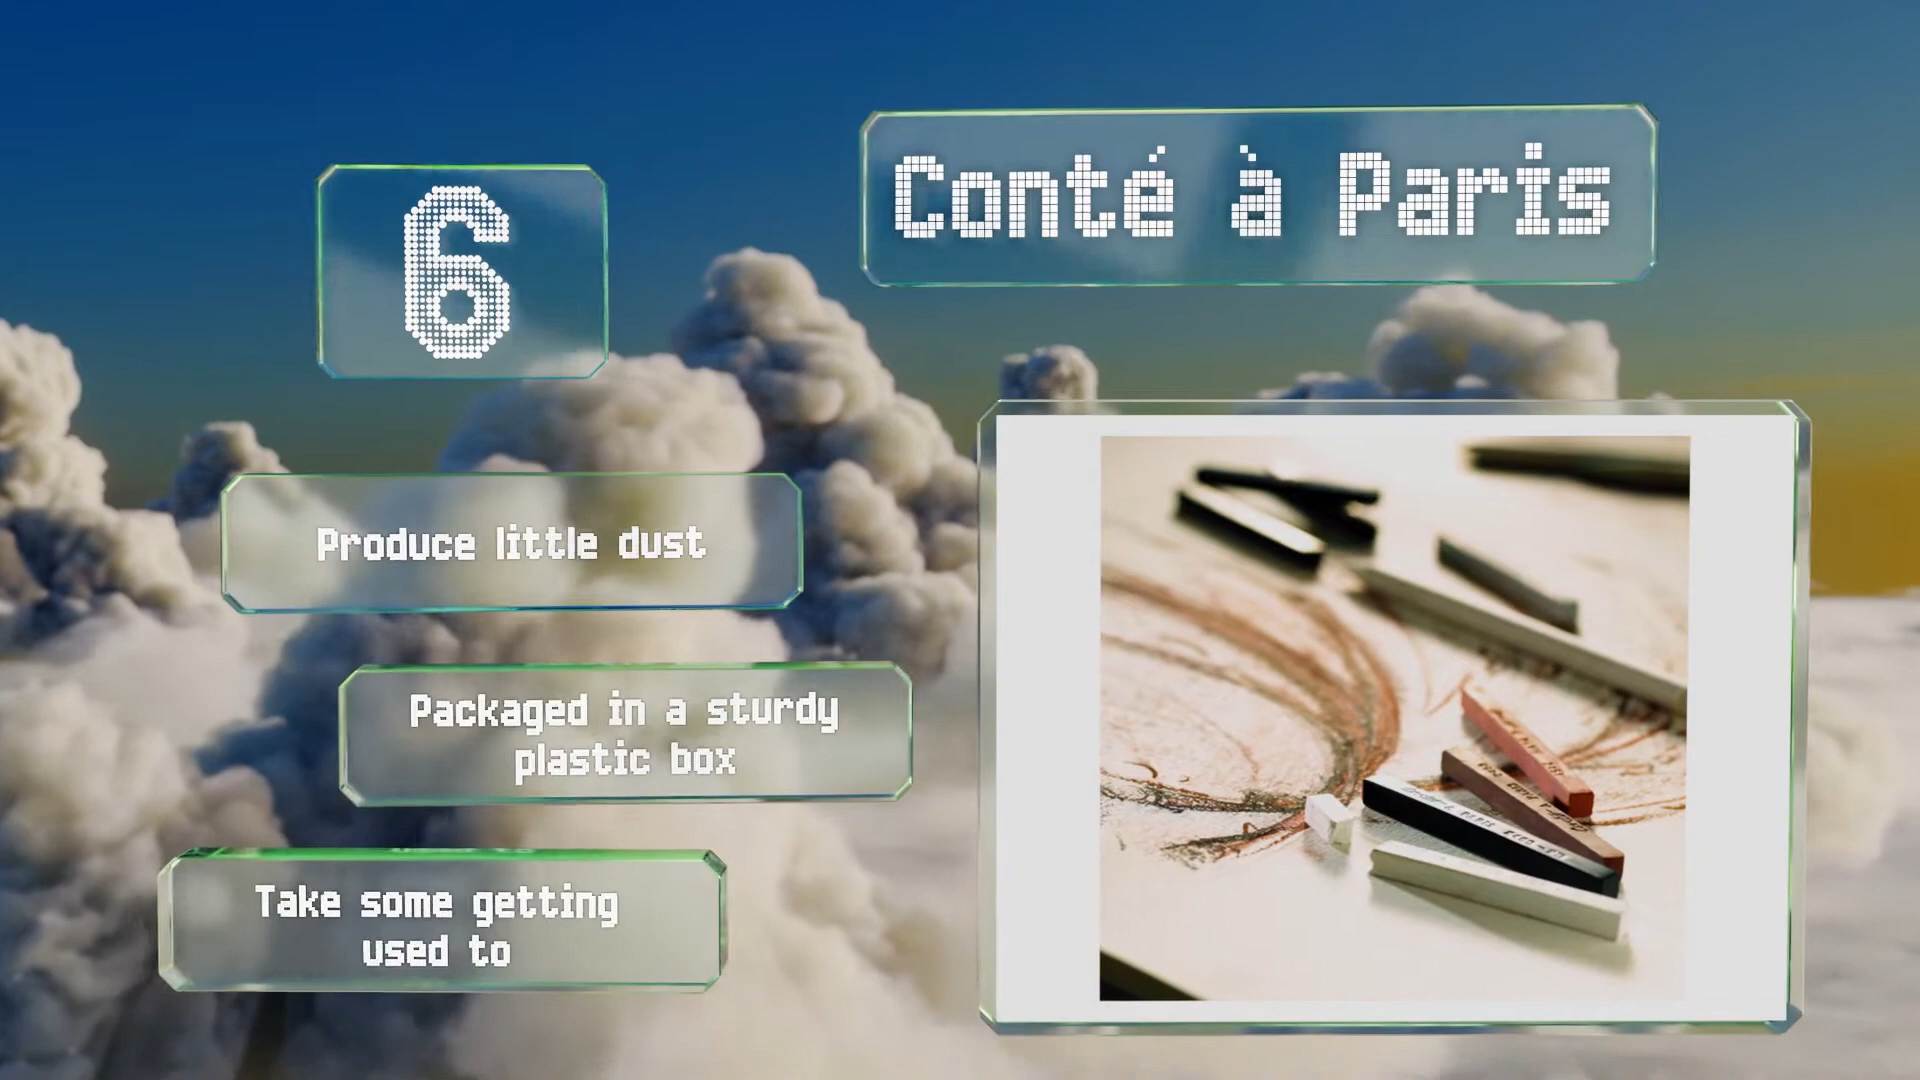 6
Conté à Paris
Produce little dust
Packaged in a sturdy
plastic box
Take some getting
used to